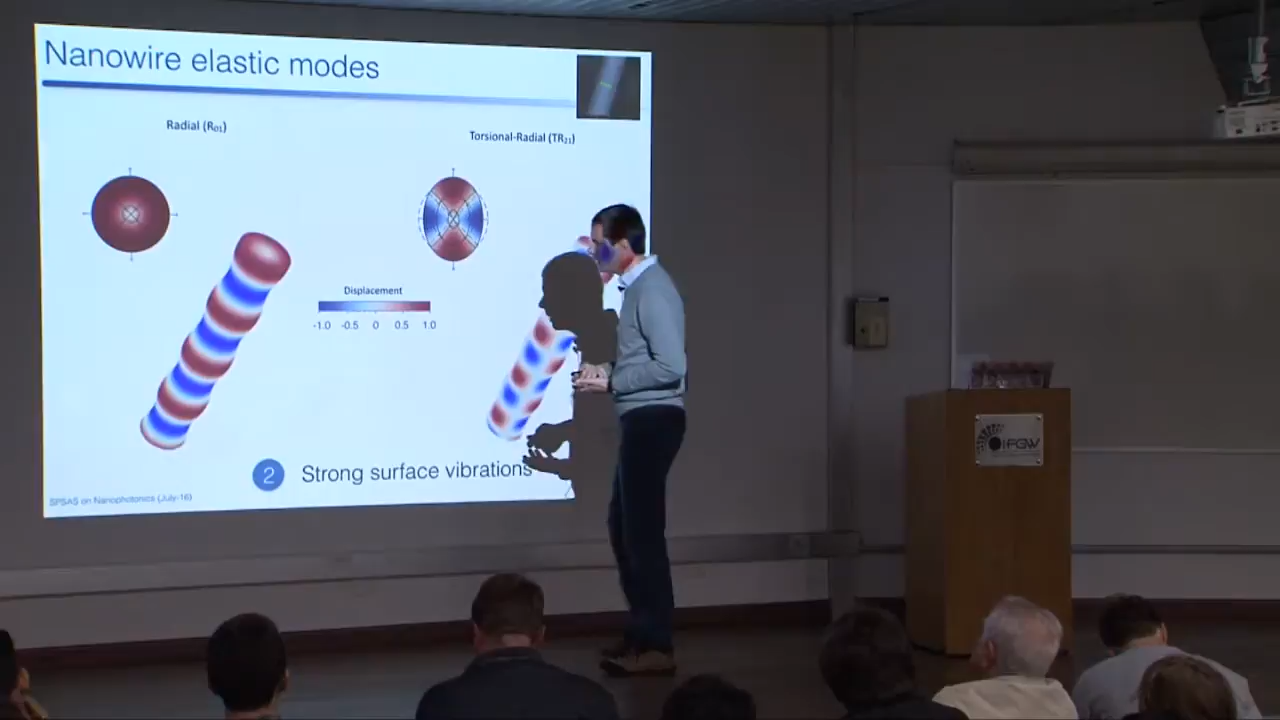 Nanowire elastic modes
Radial (R₀₁)
Torsional-Radial (TR₂₁)
Displacement
-1.0 -0.5 0 0.5 1.0
2 Strong surface vibrations
SPSAS on Nanophotonics (July-16)
IFGW